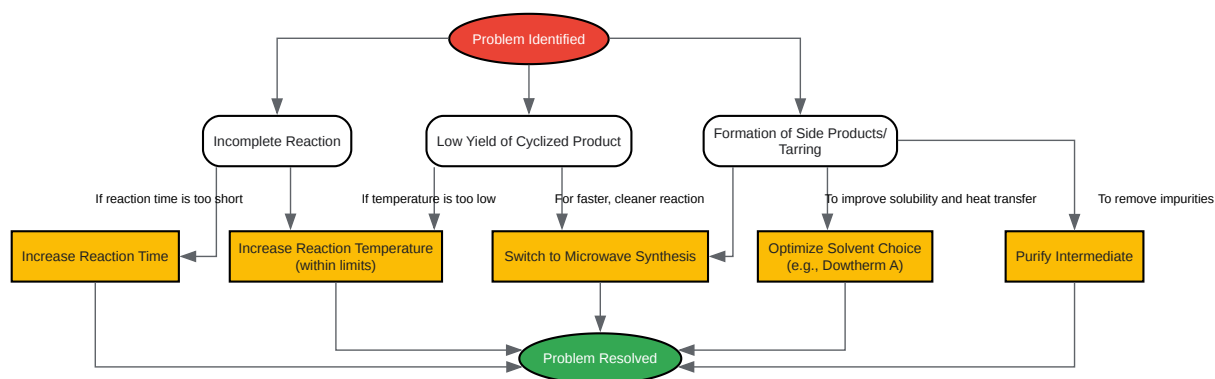 Problem Identified
Incomplete Reaction
Low Yield of Cyclized Product
Formation of Side Products/
Tarring
If reaction time is too short
If temperature is too low
For faster, cleaner reaction
To improve solubility and heat transfer
To remove impurities
Increase Reaction Time
Increase Reaction Temperature
(within limits)
Switch to Microwave Synthesis
Optimize Solvent Choice
(e.g., Dowtherm A)
Purify Intermediate
Problem Resolved